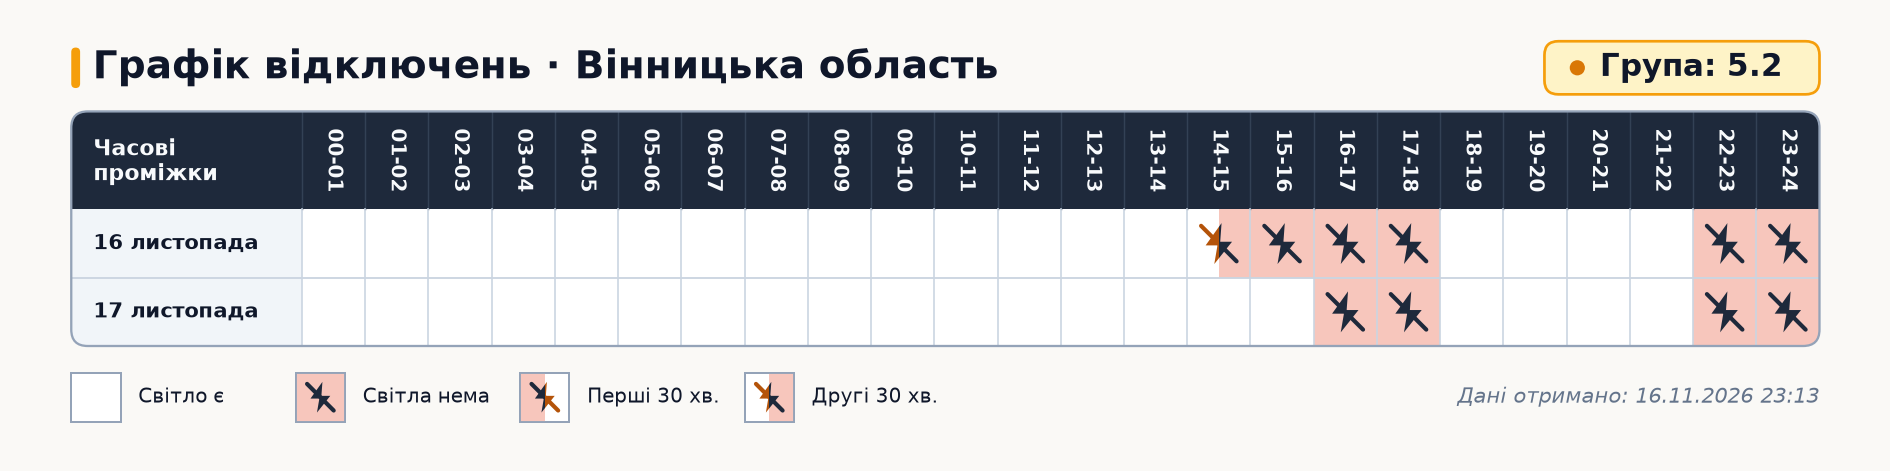 Графік відключень · Вінницька область
Група: 5.2
Часові
проміжки
00-01
01-02
02-03
03-04
04-05
05-06
06-07
07-08
08-09
09-10
10-11
11-12
12-13
13-14
14-15
15-16
16-17
17-18
18-19
19-20
20-21
21-22
22-23
23-24
16 листопада
17 листопада
Світло є
Світла нема
Перші 30 хв.
Другі 30 хв.
Дані отримано: 16.11.2026 23:13